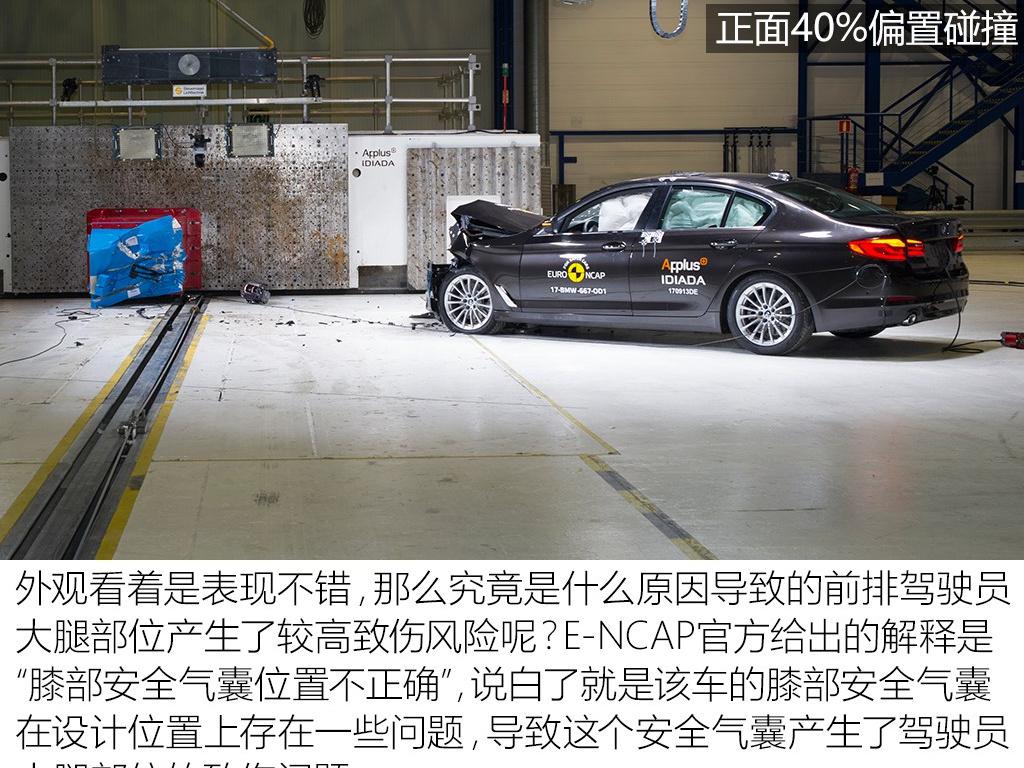 正面40%偏置碰撞
Applus+
IDIADA
EURO NCAP
17-BMW-667-OD1
Applus+
IDIADA
170913DE
外观看着是表现不错,那么究竟是什么原因导致的前排驾驶员
大腿部位产生了较高致伤风险呢?E-NCAP官方给出的解释是
“膝部安全气囊位置不正确”,说白了就是该车的膝部安全气囊
在设计位置上存在一些问题,导致这个安全气囊产生了驾驶员